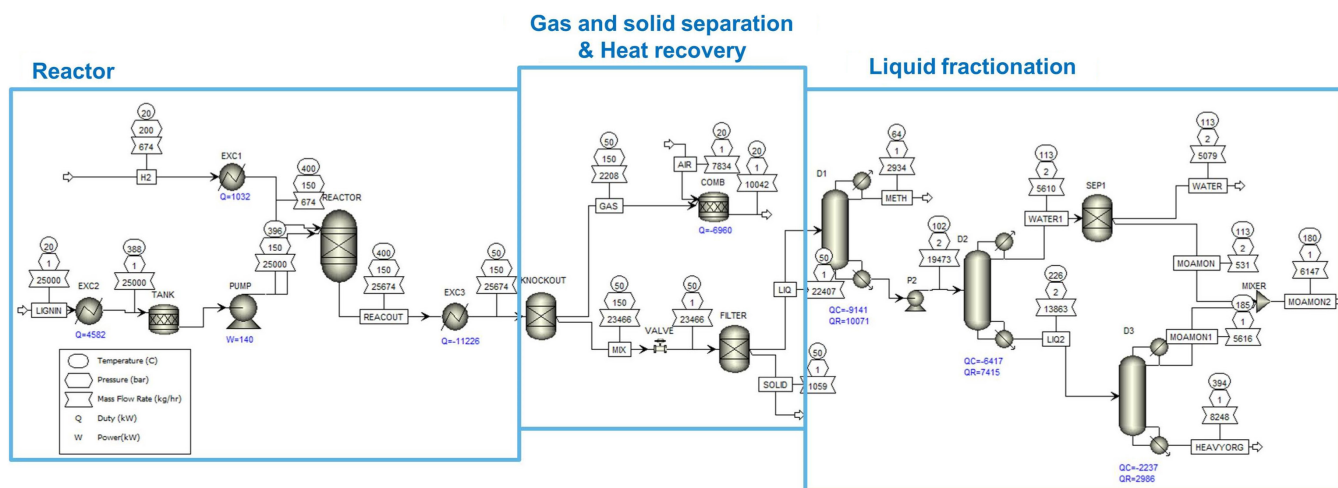 Gas and solid separation
& Heat recovery
Reactor
Liquid fractionation
20
200
674
H2
EXC1
Q=1032
400
150
674
REACTOR
20
1
25000
LIGNIN
EXC2
Q=4582
388
1
25000
TANK
PUMP
W=140
396
150
25000
400
150
25674
REACOUT
EXC3
Q=-11226
50
150
25674
KNOCKOUT
50
150
2208
GAS
20
1
7834
AIR
COMB
Q=-6960
20
1
10042
50
150
23466
MIX
VALVE
50
1
23466
FILTER
50
1
1059
SOLID
50
1
22407
LIQ
D1
QC=-9141
QR=10071
64
1
2934
METH
P2
102
2
19473
D2
QC=-6417
QR=7415
113
2
5610
WATER1
SEP1
113
2
5079
WATER
113
2
531
MOAMON
226
2
13863
LIQ2
D3
QC=-2237
QR=2986
185
1
5616
MOAMON1
MIXER
180
1
6147
MOAMON2
394
1
8248
HEAVYORG
Temperature (C)
Pressure (bar)
Mass Flow Rate (kg/hr)
Q Duty (kW)
W Power(kW)